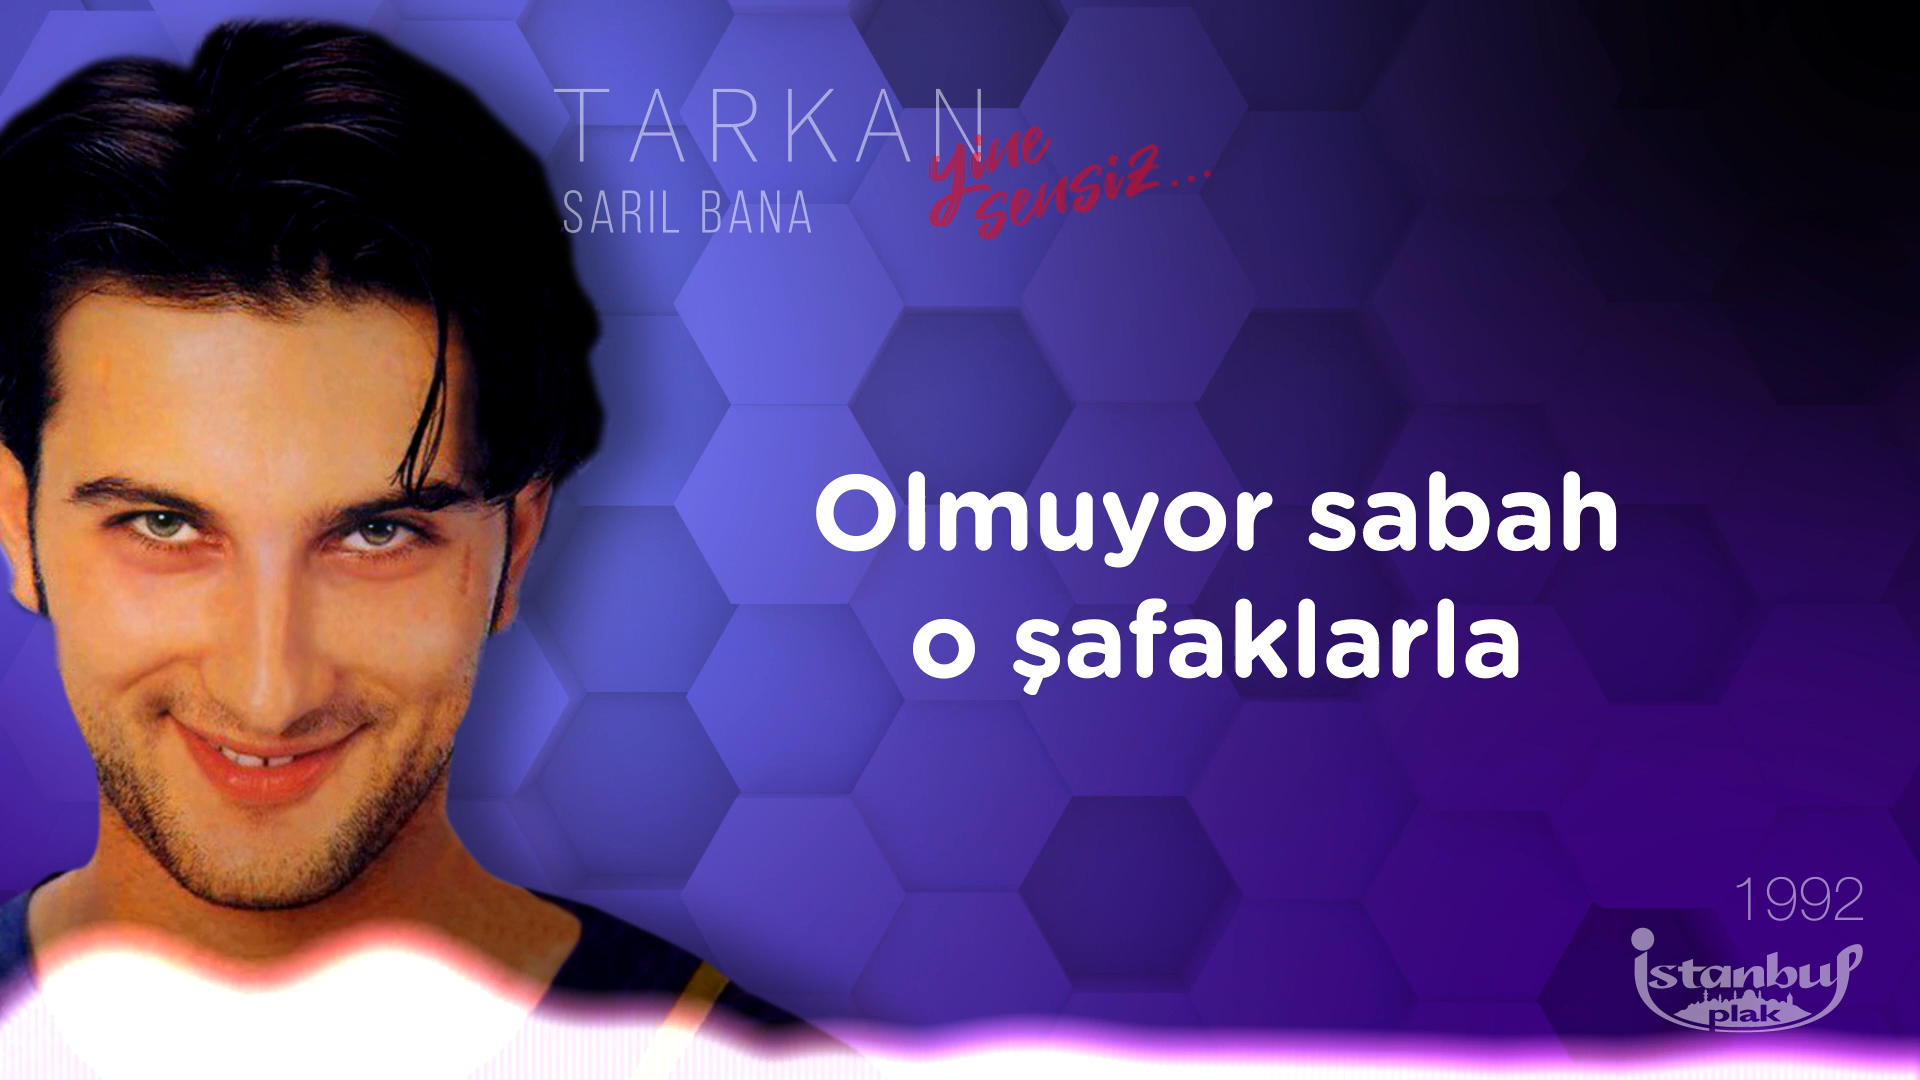 TARKAN
yine
sensiz...
SARIL BANA
Olmuyor sabah
o şafaklarla
1992
istanbul
plak